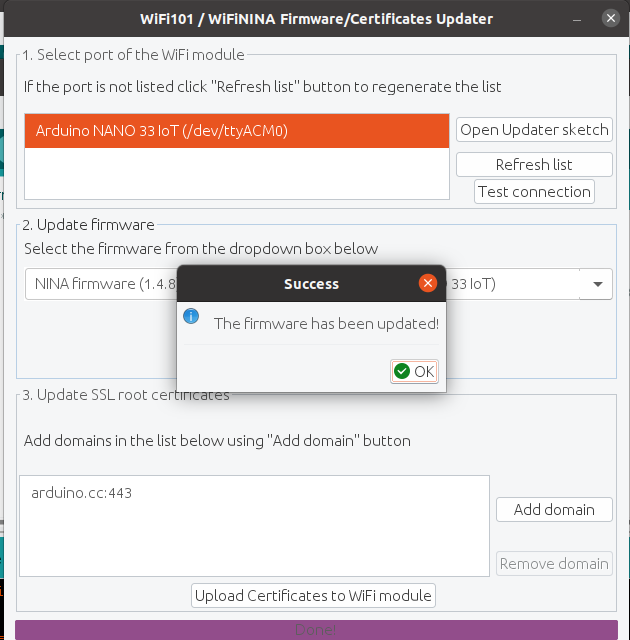 WiFi101 / WiFiNINA Firmware/Certificates Updater
1. Select port of the WiFi module
If the port is not listed click "Refresh list" button to regenerate the list
Arduino NANO 33 IoT (/dev/ttyACM0)
Open Updater sketch
Refresh list
Test connection
2. Update firmware
Select the firmware from the dropdown box below
NINA firmware (1.4.8
33 IoT)
Success
The firmware has been updated!
OK
3. Update SSL root certificates
Add domains in the list below using "Add domain" button
arduino.cc:443
Add domain
Remove domain
Upload Certificates to WiFi module
Done!